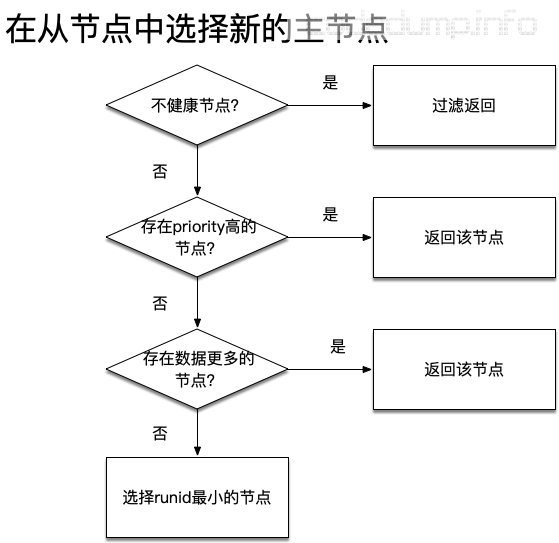 在从节点中选择新的主节点
codedump.info
不健康节点?
是
过滤返回
否
存在priority高的
节点?
是
返回该节点
否
存在数据更多的
节点?
是
返回该节点
否
选择runid最小的节点